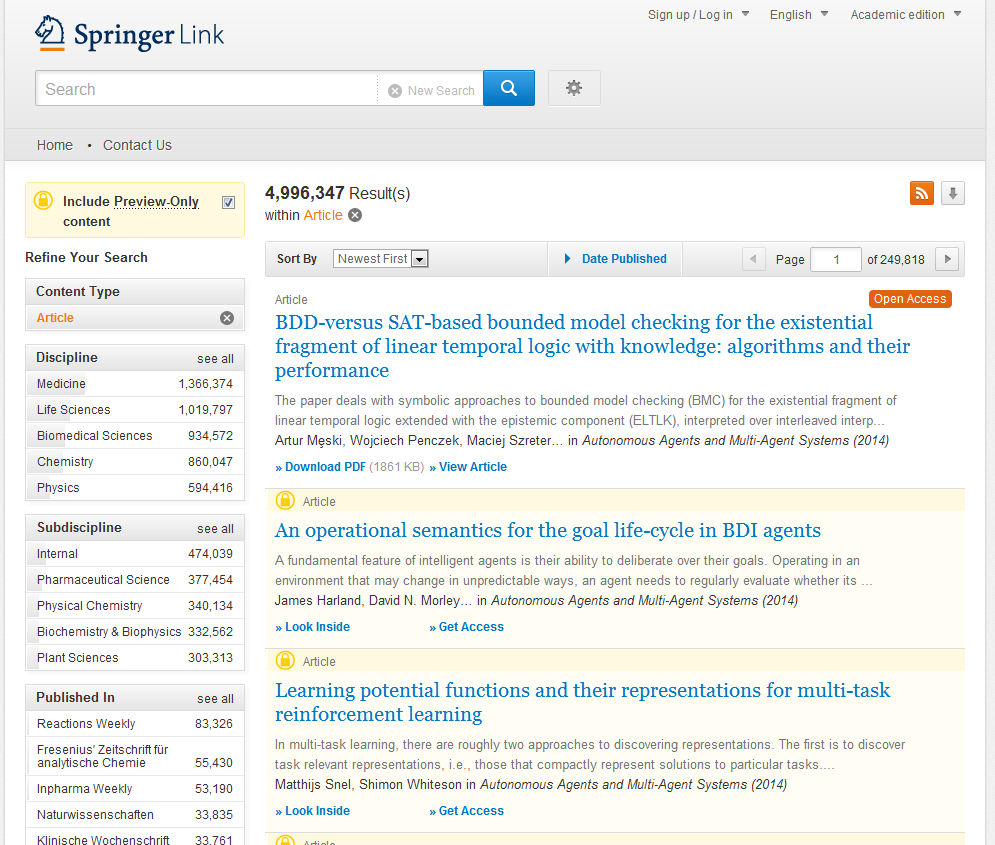 Sign up / Log in English Academic edition
Springer Link
Search New Search
Home • Contact Us
Include Preview-Only
content
Refine Your Search
Content Type
Article
Discipline see all
Medicine 1,366,374
Life Sciences 1,019,797
Biomedical Sciences 934,572
Chemistry 860,047
Physics 594,416
Subdiscipline see all
Internal 474,039
Pharmaceutical Science 377,454
Physical Chemistry 340,134
Biochemistry & Biophysics 332,562
Plant Sciences 303,313
Published In see all
Reactions Weekly 83,326
Fresenius' Zeitschrift für
analytische Chemie 55,430
Inpharma Weekly 53,190
Naturwissenschaften 33,835
Klinische Wochenschrift 33,761
4,996,347 Result(s)
within Article
Sort By Newest First Date Published Page 1 of 249,818
Article Open Access
BDD-versus SAT-based bounded model checking for the existential
fragment of linear temporal logic with knowledge: algorithms and their
performance
The paper deals with symbolic approaches to bounded model checking (BMC) for the existential fragment of
linear temporal logic extended with the epistemic component (ELTLK), interpreted over interleaved interp...
Artur Męski, Wojciech Penczek, Maciej Szreter... in Autonomous Agents and Multi-Agent Systems (2014)
» Download PDF (1861 KB) » View Article
Article
An operational semantics for the goal life-cycle in BDI agents
A fundamental feature of intelligent agents is their ability to deliberate over their goals. Operating in an
environment that may change in unpredictable ways, an agent needs to regularly evaluate whether its ...
James Harland, David N. Morley... in Autonomous Agents and Multi-Agent Systems (2014)
» Look Inside » Get Access
Article
Learning potential functions and their representations for multi-task
reinforcement learning
In multi-task learning, there are roughly two approaches to discovering representations. The first is to discover
task relevant representations, i.e., those that compactly represent solutions to particular tasks....
Matthijs Snel, Shimon Whiteson in Autonomous Agents and Multi-Agent Systems (2014)
» Look Inside » Get Access
Article